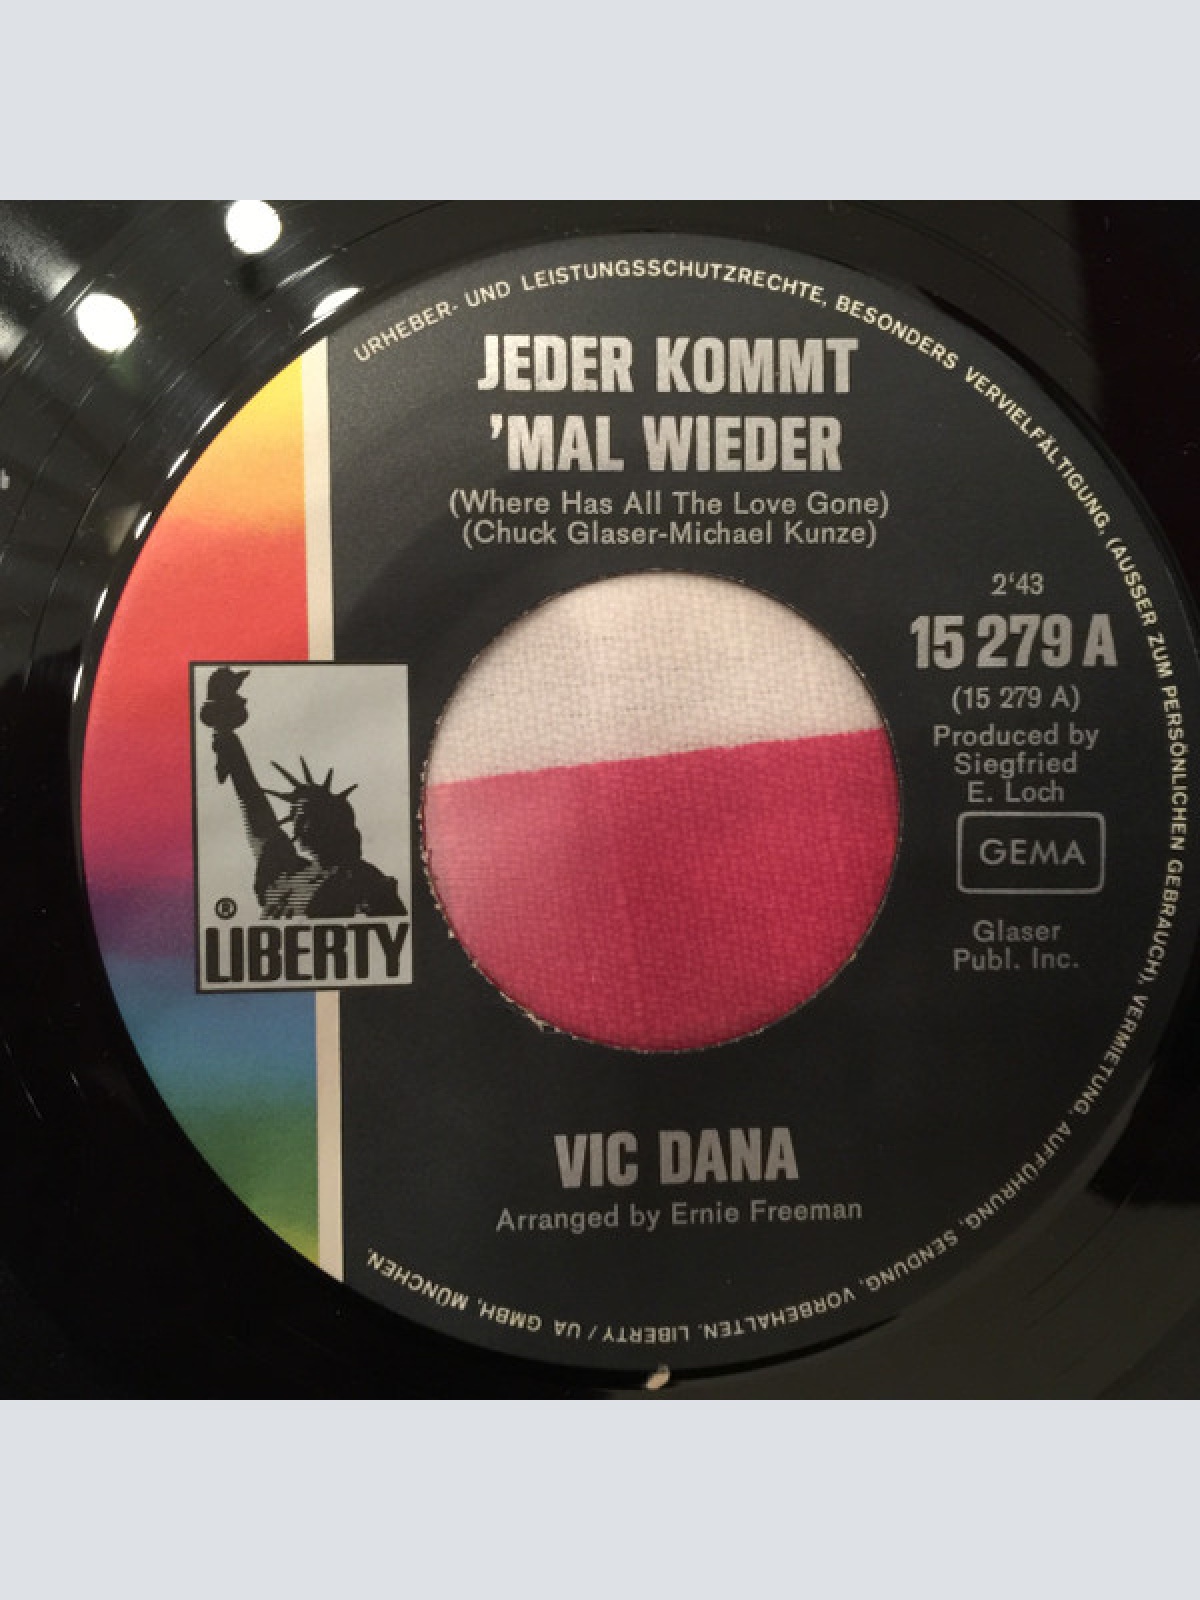 URHEBER- UND LEISTUNGSSCHUTZRECHTE, BESONDERS VERVIELFÄLTIGUNG, (AUSSER ZUM PERSÖNLICHEN GEBRAUCH), VERMIETUNG, AUFFÜHRUNG, SENDUNG, VORBEHALTEN. LIBERTY / UA GMBH, MÜNCHEN.
JEDER KOMMT
'MAL WIEDER
(Where Has All The Love Gone)
(Chuck Glaser-Michael Kunze)
2'43
15 279 A
(15 279 A)
Produced by
Siegfried
E. Loch
GEMA
Glaser
Publ. Inc.
®
LIBERTY
VIC DANA
Arranged by Ernie Freeman